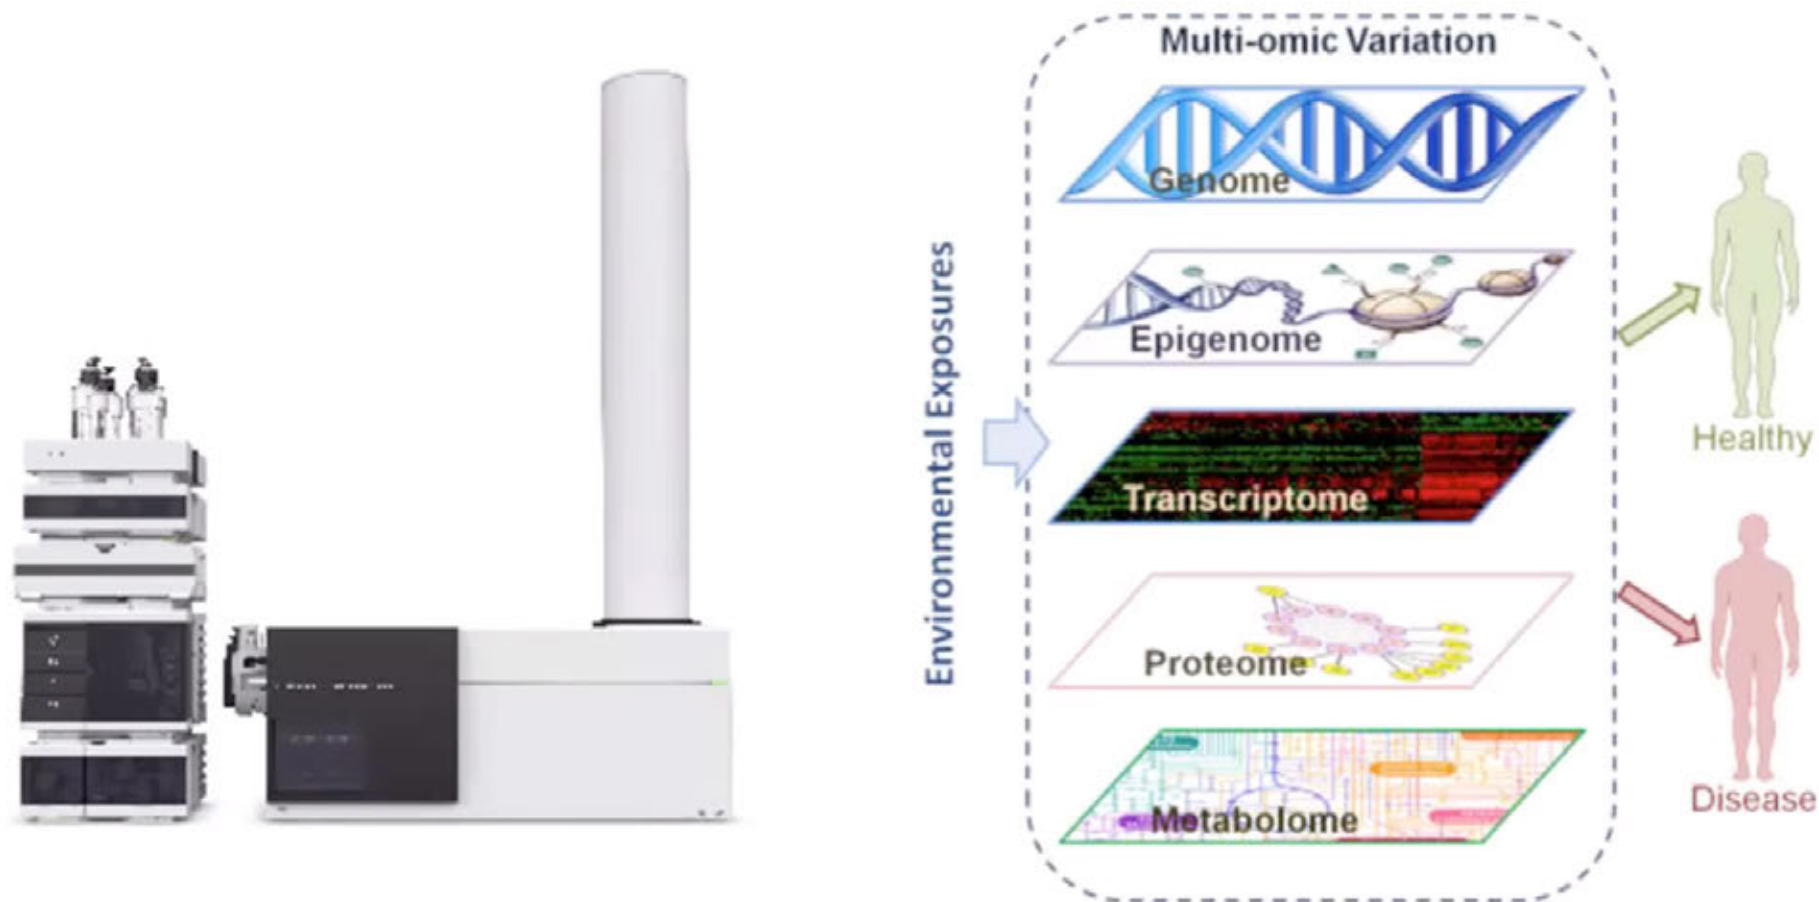 Multi-omic Variation
Genome
Epigenome
Environmental Exposures
Transcriptome
Proteome
Metabolome
Healthy
Disease